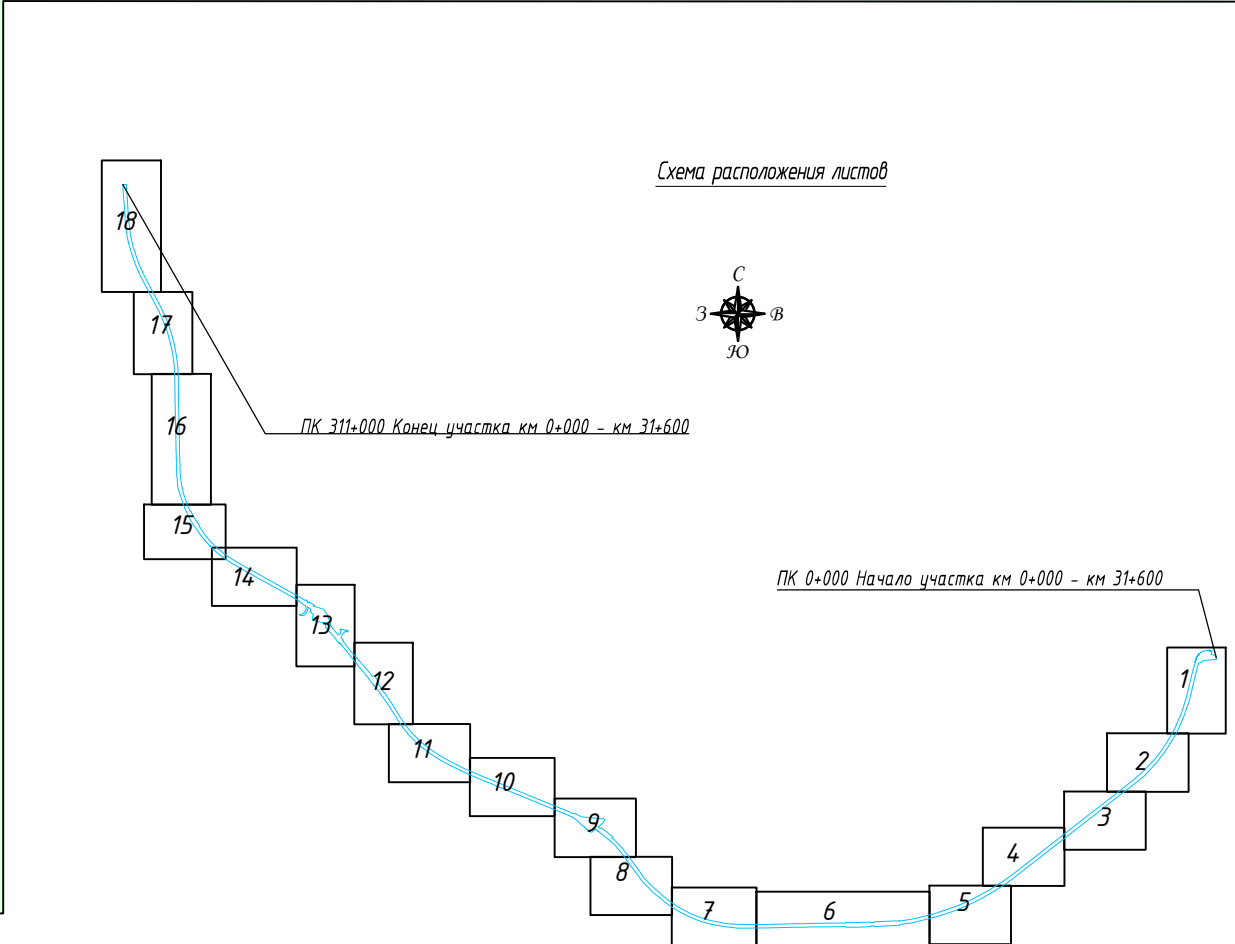 Схема расположения листов
С
З
В
Ю
18
17
16
ПК 311+000 Конец участка км 0+000 - км 31+600
15
14
ПК 0+000 Начало участка км 0+000 - км 31+600
13
12
1
11
2
10
3
9
4
8
5
7
6